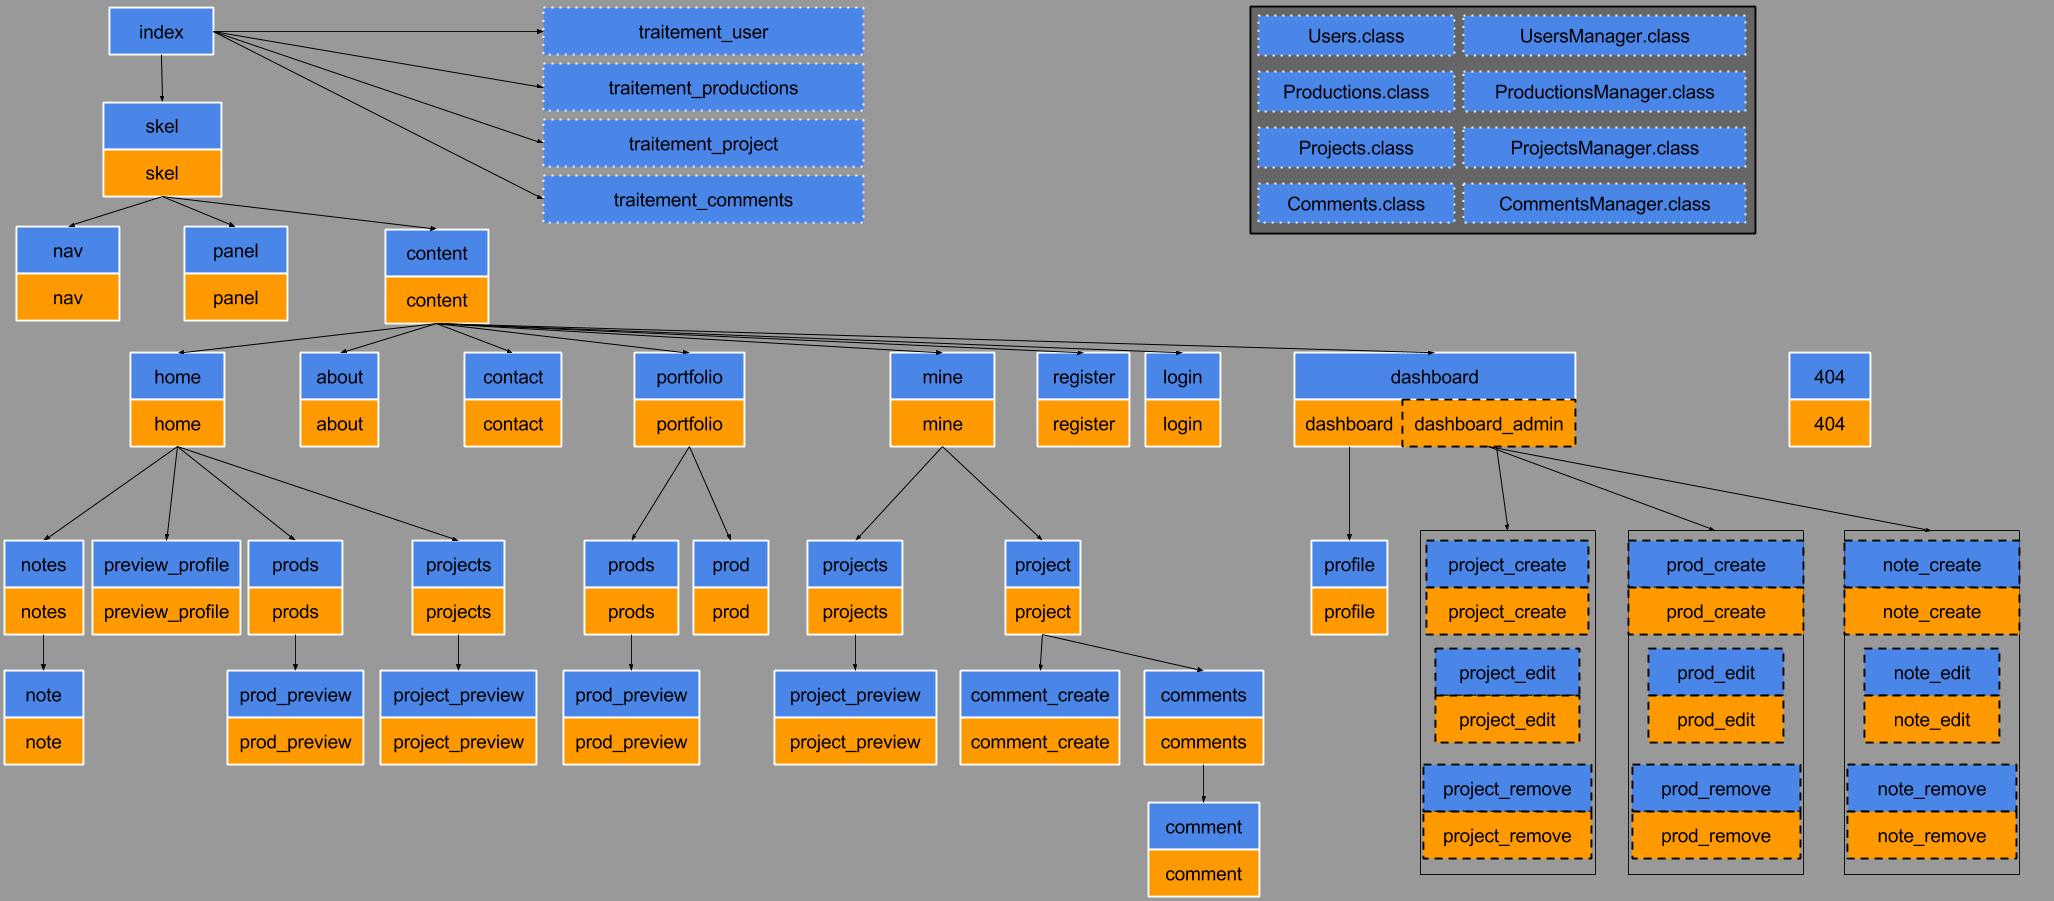 index
traitement_user
Users.class
UsersManager.class
traitement_productions
Productions.class
ProductionsManager.class
skel
skel
traitement_project
Projects.class
ProjectsManager.class
traitement_comments
Comments.class
CommentsManager.class
nav
nav
panel
panel
content
content
home
home
about
about
contact
contact
portfolio
portfolio
mine
mine
register
register
login
login
dashboard
dashboard
dashboard_admin
404
404
notes
notes
preview_profile
preview_profile
prods
prods
projects
projects
prods
prods
prod
prod
projects
projects
project
project
profile
profile
project_create
project_create
prod_create
prod_create
note_create
note_create
note
note
prod_preview
prod_preview
project_preview
project_preview
prod_preview
prod_preview
project_preview
project_preview
comment_create
comment_create
comments
comments
project_edit
project_edit
prod_edit
prod_edit
note_edit
note_edit
comment
comment
project_remove
project_remove
prod_remove
prod_remove
note_remove
note_remove